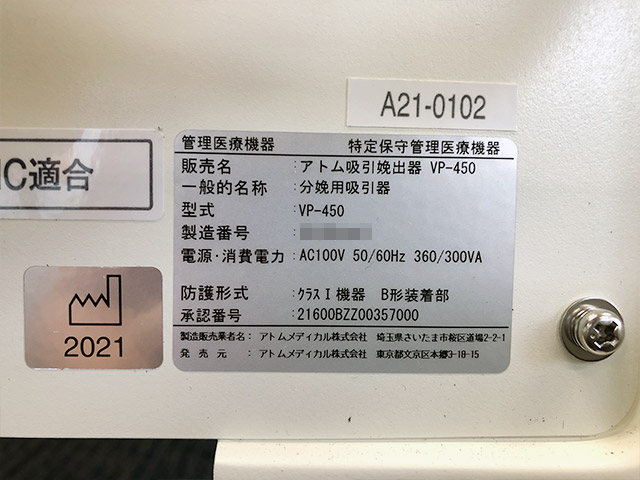 A21-0102
C適合
管理医療機器 特定保守管理医療機器
販売名 : アトム吸引娩出器 VP-450
一般的名称 : 分娩用吸引器
型式 : VP-450
製造番号 :
電源・消費電力 : AC100V 50/60Hz 360/300VA
防護形式 : クラスⅠ機器 B形装着部
承認番号 : 21600BZZ00357000
製造販売業者名 : アトムメディカル株式会社 埼玉県さいたま市桜区道場2-2-1
発売元 : アトムメディカル株式会社 東京都文京区本郷3-18-15
2021